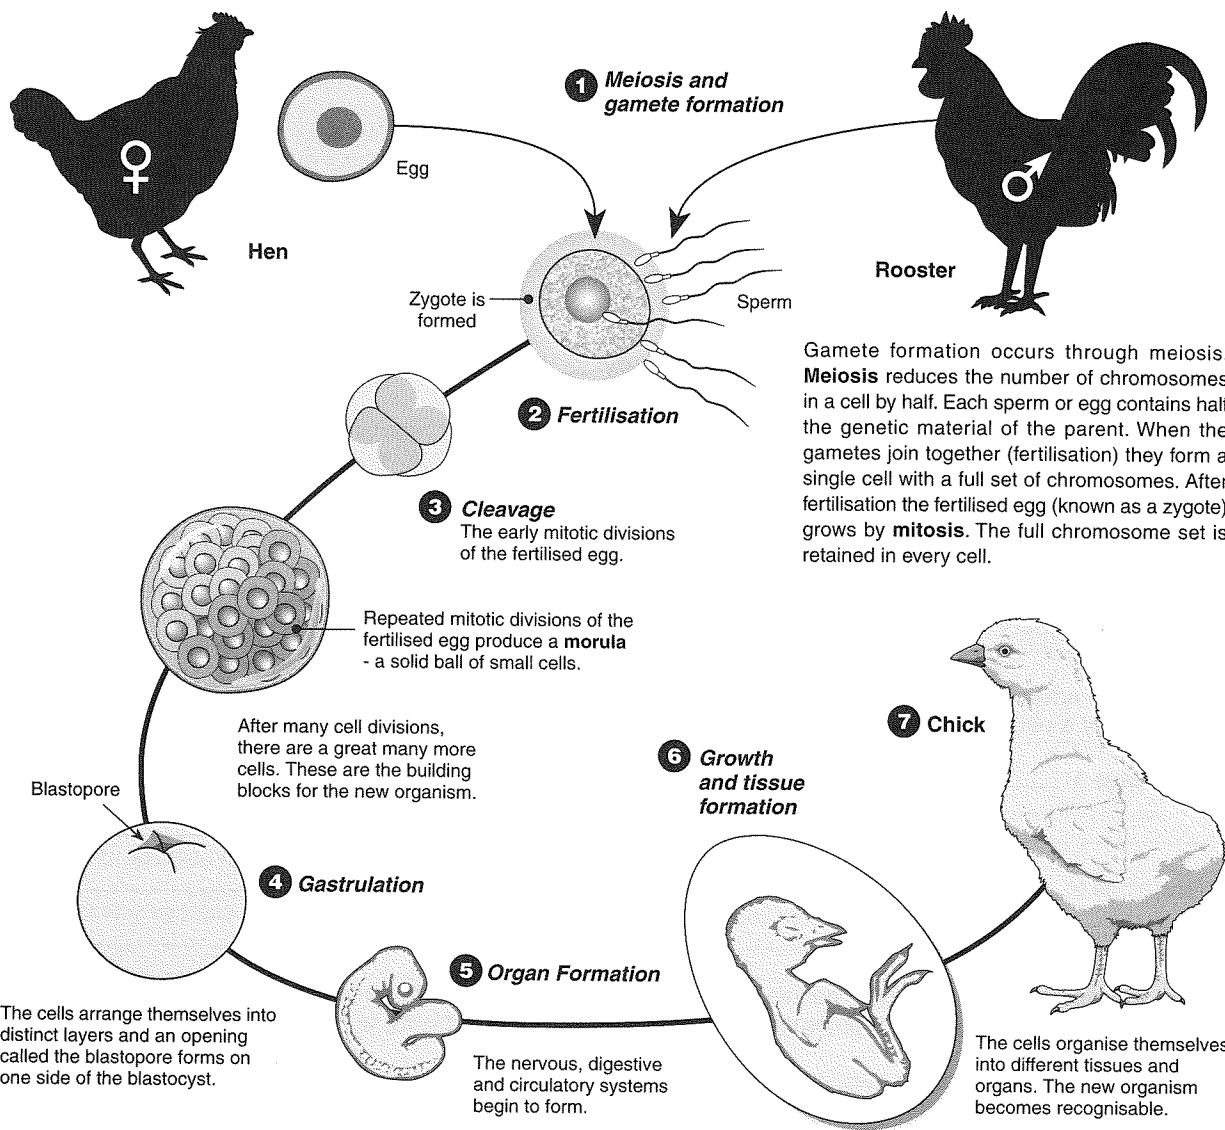 1 Meiosis and
gamete formation
Egg
Hen
Rooster
Zygote is
formed
Sperm
2 Fertilisation
Gamete formation occurs through meiosis.
Meiosis reduces the number of chromosomes
in a cell by half. Each sperm or egg contains half
the genetic material of the parent. When the
gametes join together (fertilisation) they form a
single cell with a full set of chromosomes. After
fertilisation the fertilised egg (known as a zygote)
grows by mitosis. The full chromosome set is
retained in every cell.
3 Cleavage
The early mitotic divisions
of the fertilised egg.
Repeated mitotic divisions of the
fertilised egg produce a morula
- a solid ball of small cells.
After many cell divisions,
there are a great many more
cells. These are the building
blocks for the new organism.
Blastopore
4 Gastrulation
The cells arrange themselves into
distinct layers and an opening
called the blastopore forms on
one side of the blastocyst.
5 Organ Formation
The nervous, digestive
and circulatory systems
begin to form.
6 Growth
and tissue
formation
7 Chick
The cells organise themselves
into different tissues and
organs. The new organism
becomes recognisable.